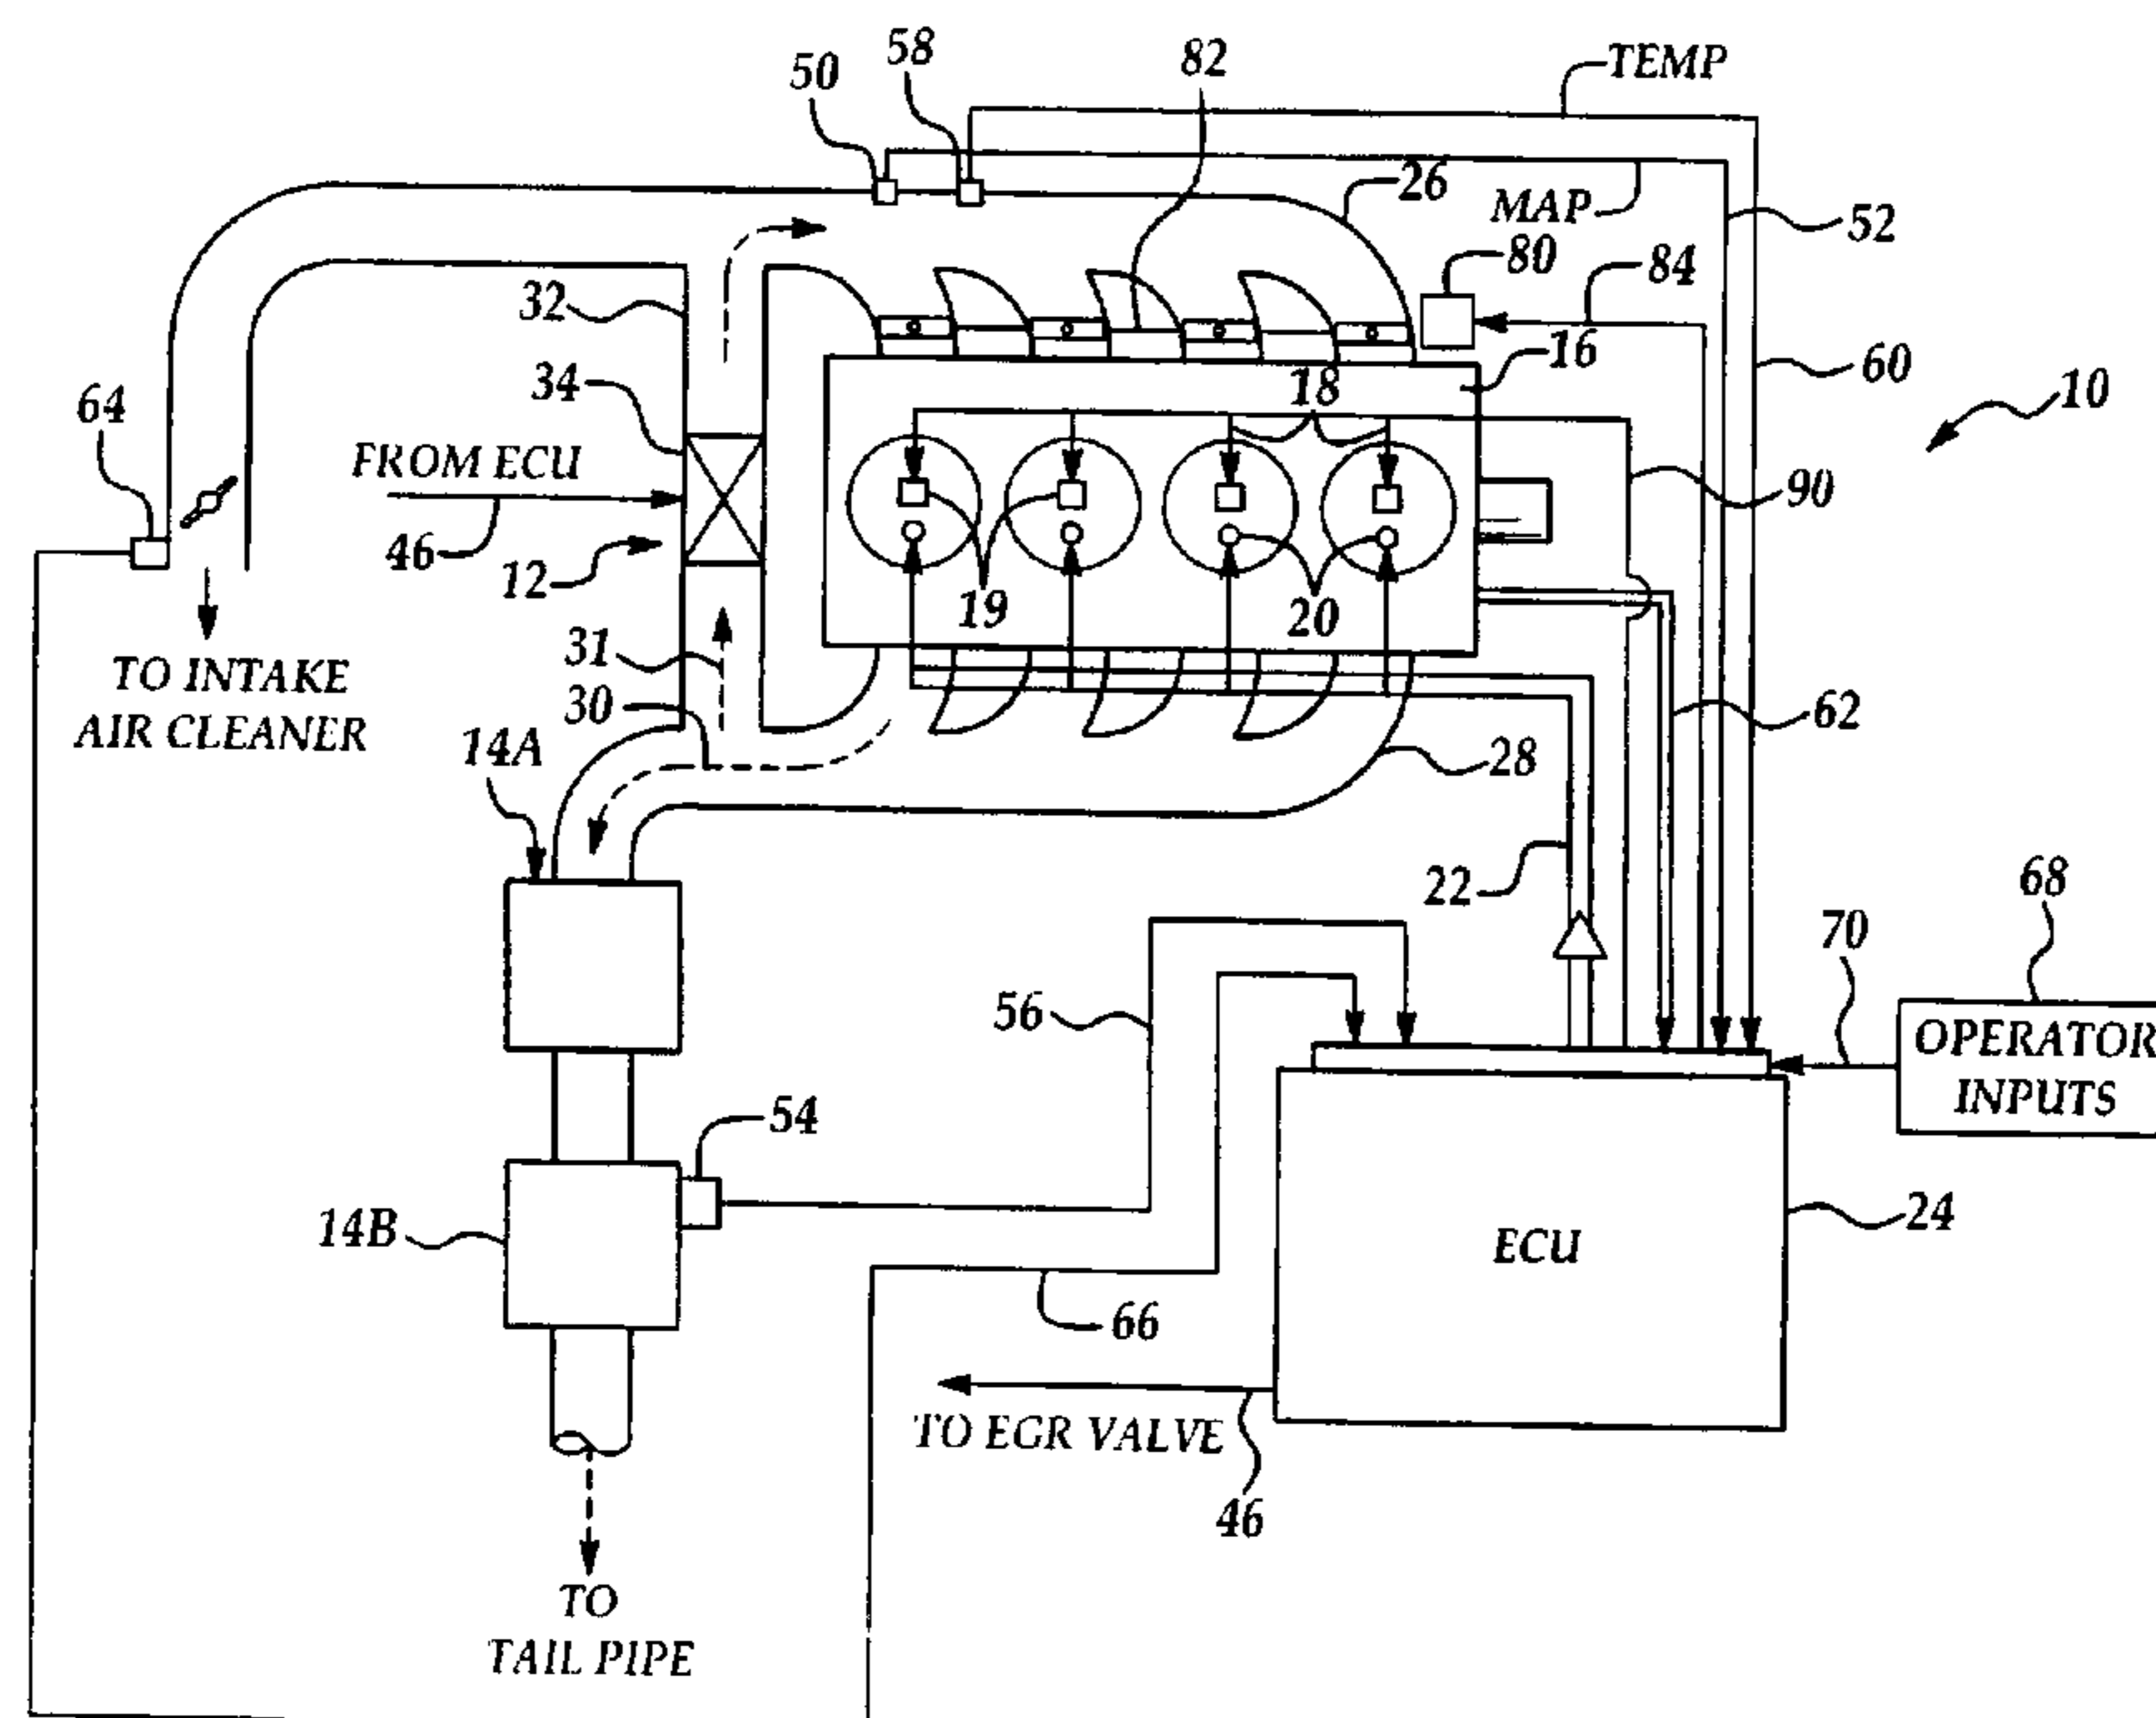 50
58
82
TEMP
26
MAP
52
32
80
84
16
34
18
60
10
64
FROM ECU
90
46
12
19
20
31
TO INTAKE
AIR CLEANER
30
62
14A
28
22
68
70
56
OPERATOR
INPUTS
54
14B
24
ECU
66
TO EGR VALVE
46
TO
TAIL PIPE